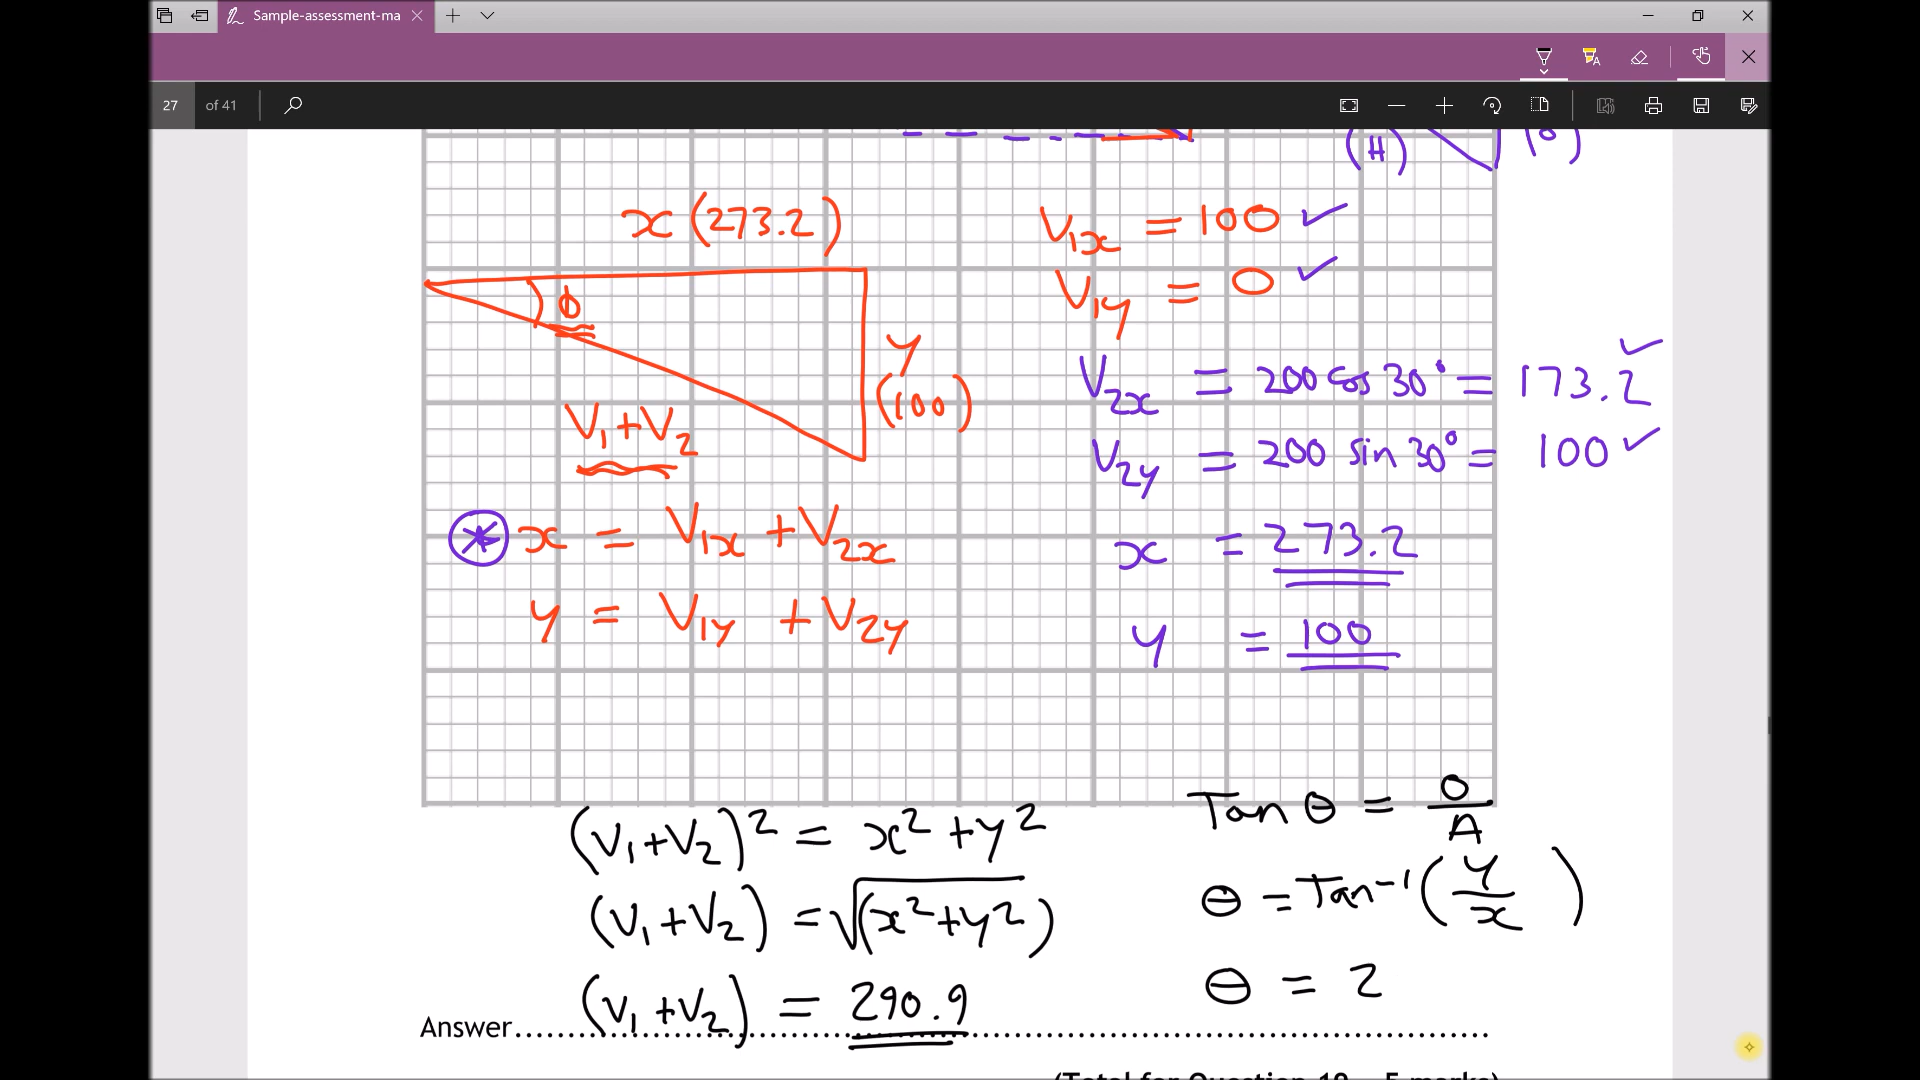 Sample-assessment-ma
27 of 41
(H)
x (273.2)
V1x = 100 ✓
θ
V1y = 0 ✓
y
(100)
V2x = 200 cos 30° = 173.2 ✓
V1+V2
V2y = 200 sin 30° = 100 ✓
* x = V1x + V2x
x = 273.2
y = V1y + V2y
y = 100
(V1+V2)² = x² + y²
Tan θ = O/A
(V1+V2) = √(x²+y²)
θ = Tan⁻¹(y/x)
(V1+V2) = 290.9
θ = 2
Answer